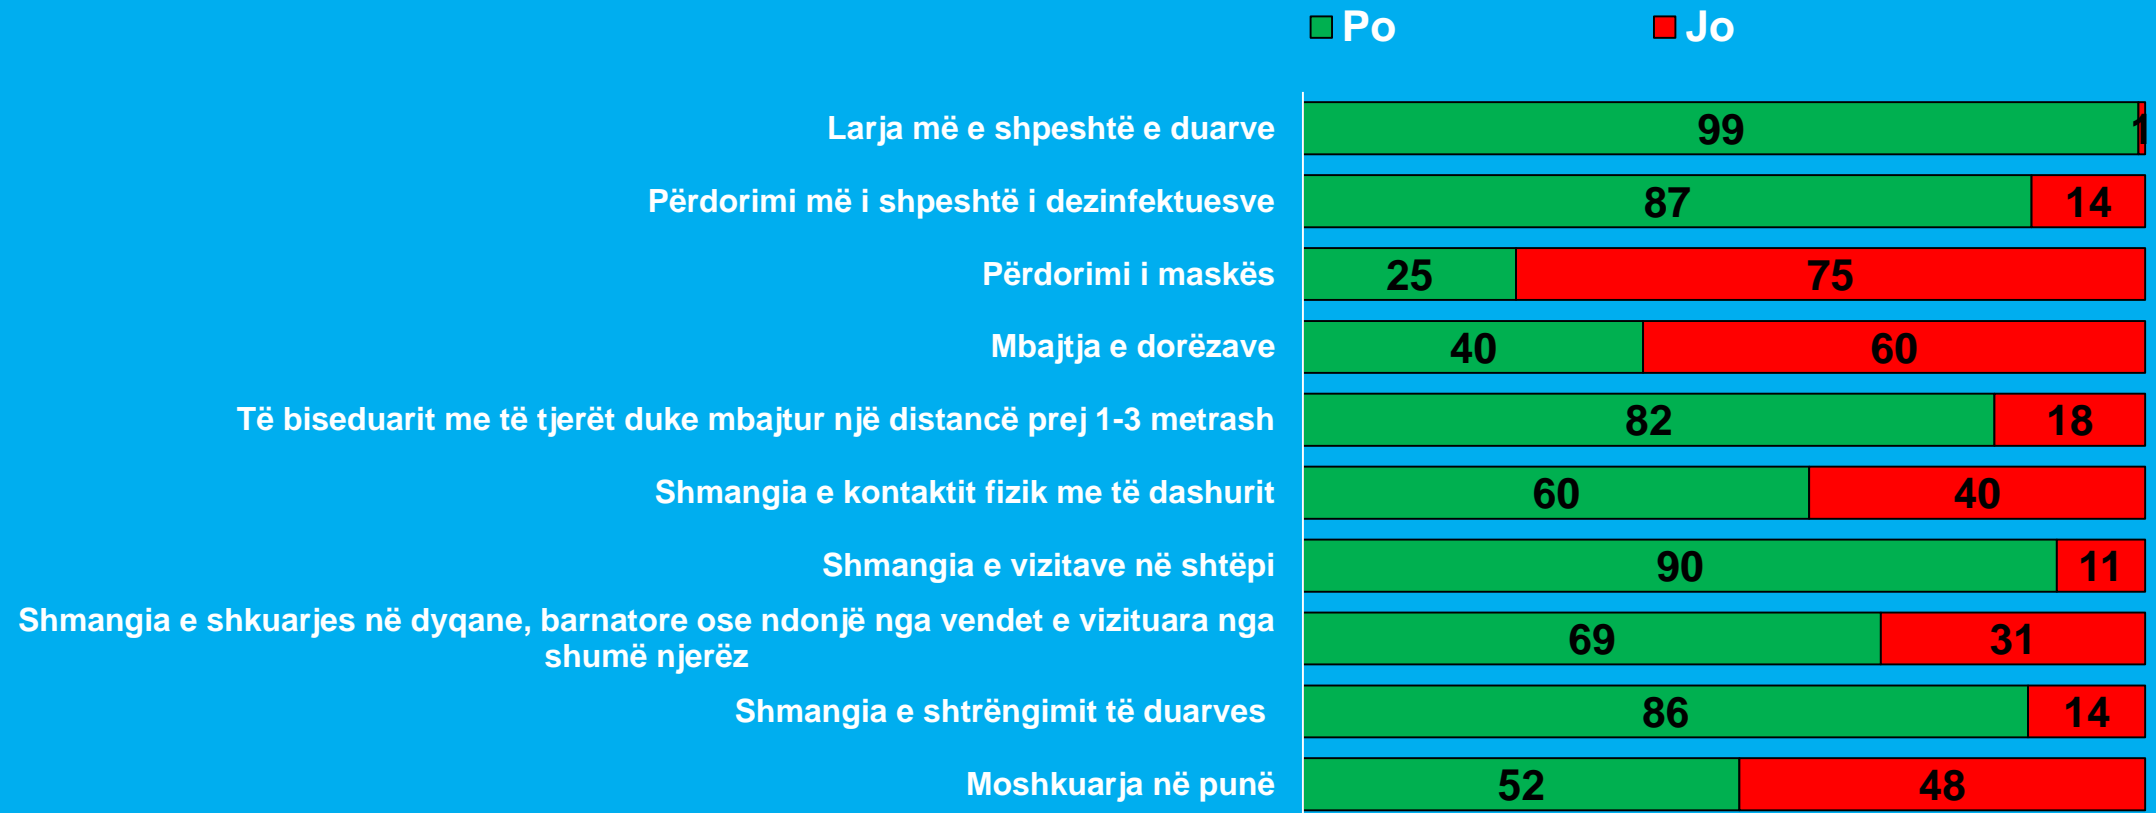 Po Jo
Larja më e shpeshtë e duarve 99 1
Përdorimi më i shpeshtë i dezinfektuesve 87 14
Përdorimi i maskës 25 75
Mbajtja e dorëzave 40 60
Të biseduarit me të tjerët duke mbajtur një distancë prej 1-3 metrash 82 18
Shmangia e kontaktit fizik me të dashurit 60 40
Shmangia e vizitave në shtëpi 90 11
Shmangia e shkuarjes në dyqane, barnatore ose ndonjë nga vendet e vizituara nga
shumë njerëz 69 31
Shmangia e shtrëngimit të duarves 86 14
Moshkuarja në punë 52 48